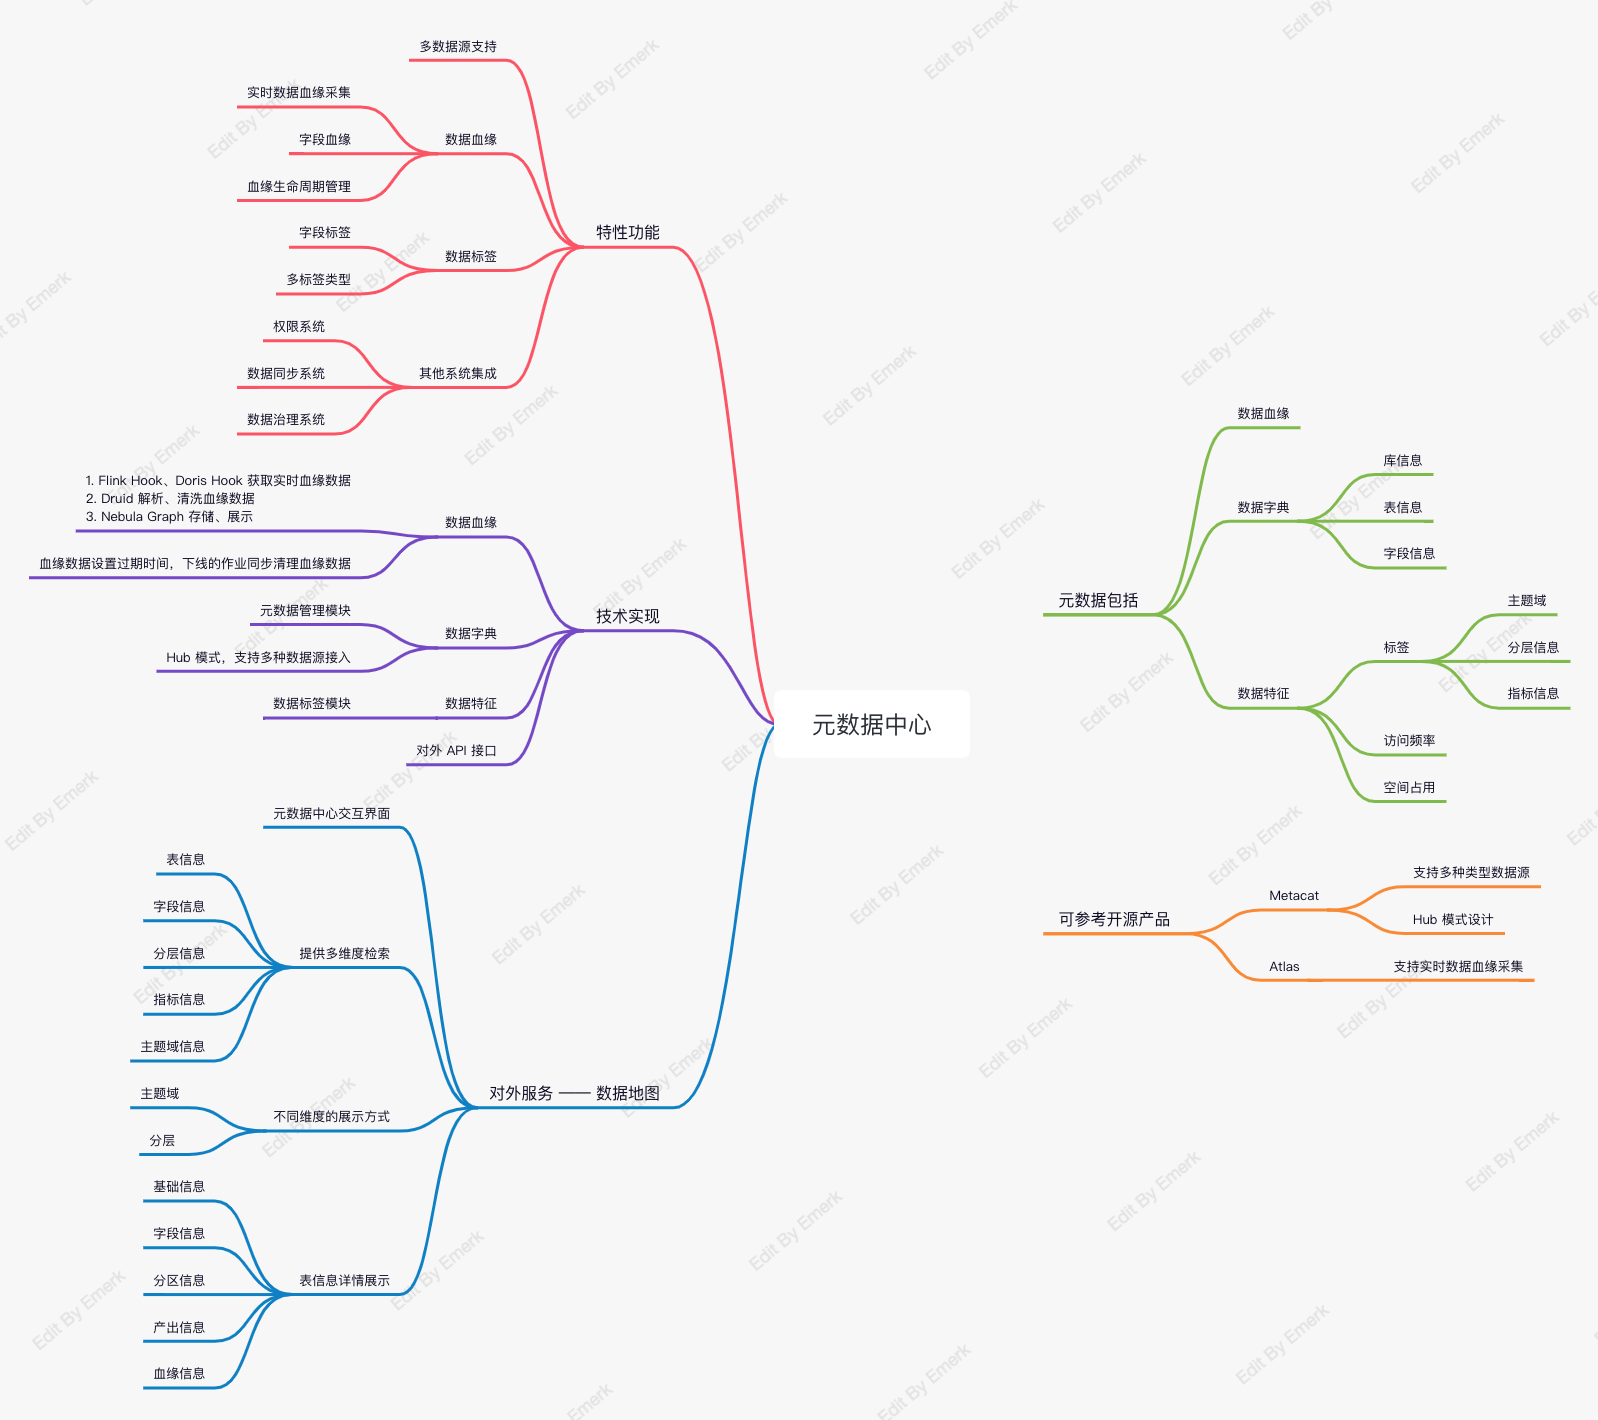 元数据中心
特性功能
多数据源支持
数据血缘
实时数据血缘采集
字段血缘
血缘生命周期管理
数据标签
字段标签
多标签类型
其他系统集成
权限系统
数据同步系统
数据治理系统
技术实现
数据血缘
1. Flink Hook、Doris Hook 获取实时血缘数据
2. Druid 解析、清洗血缘数据
3. Nebula Graph 存储、展示
血缘数据设置过期时间，下线的作业同步清理血缘数据
数据字典
元数据管理模块
Hub 模式，支持多种数据源接入
数据特征
数据标签模块
对外 API 接口
对外服务 —— 数据地图
元数据中心交互界面
提供多维度检索
表信息
字段信息
分层信息
指标信息
主题域信息
不同维度的展示方式
主题域
分层
表信息详情展示
基础信息
字段信息
分区信息
产出信息
血缘信息
元数据包括
数据血缘
数据字典
库信息
表信息
字段信息
数据特征
标签
主题域
分层信息
指标信息
访问频率
空间占用
可参考开源产品
Metacat
支持多种类型数据源
Hub 模式设计
Atlas
支持实时数据血缘采集
Edit By Emerk